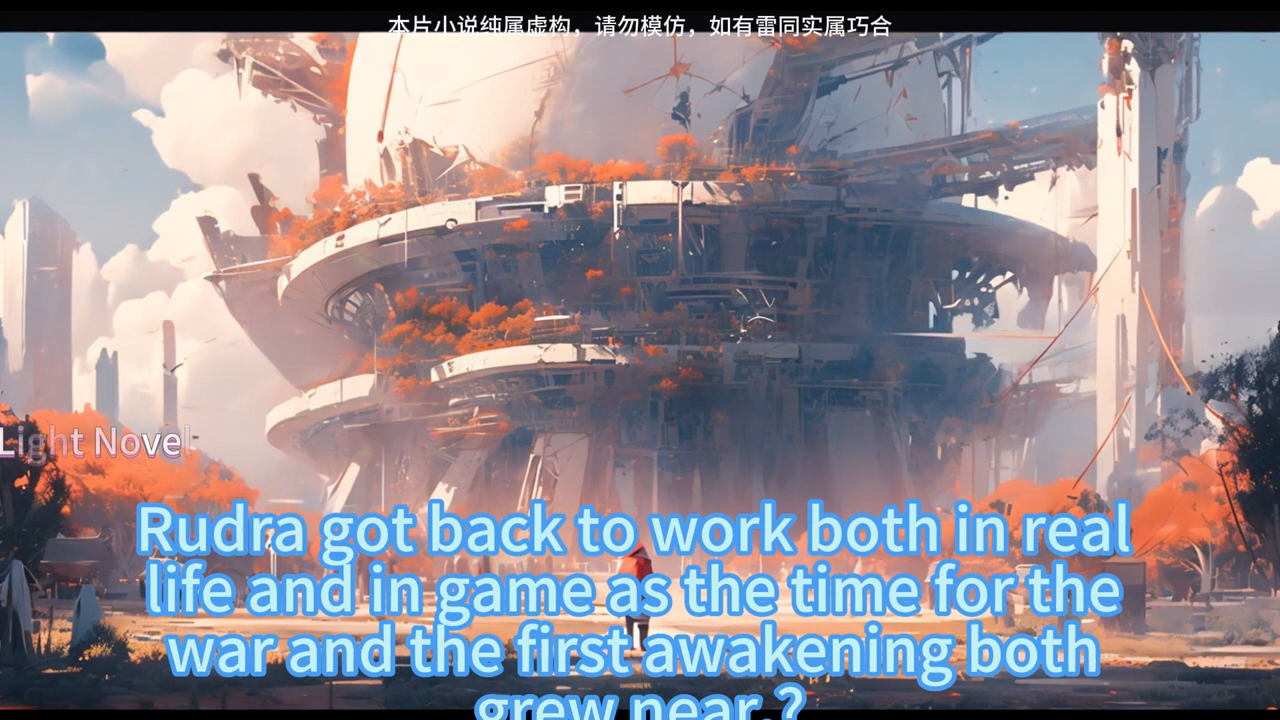 本片小说纯属虚构，请勿模仿，如有雷同实属巧合
Light Novel
Rudra got back to work both in real
life and in game as the time for the
war and the first awakening both
grew near.?